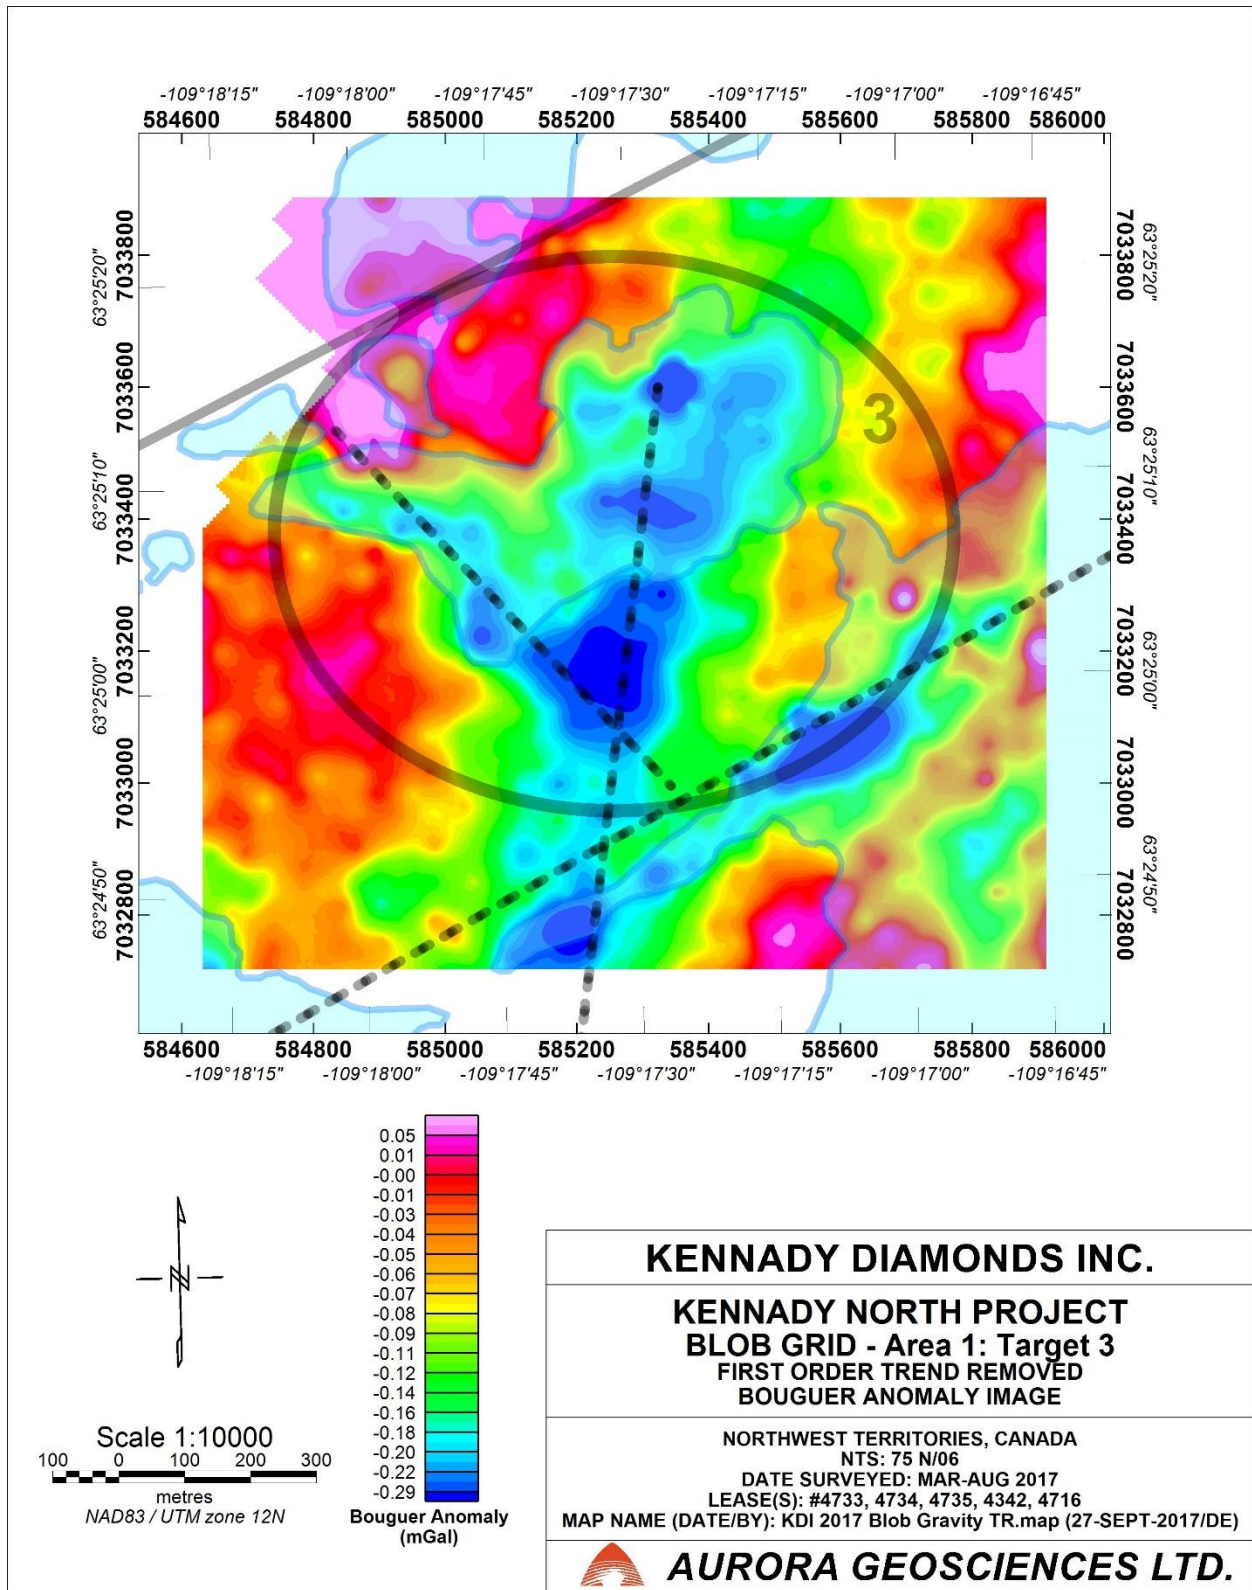 -109°18'15" -109°18'00" -109°17'45" -109°17'30" -109°17'15" -109°17'00" -109°16'45"
584600 584800 585000 585200 585400 585600 585800 586000
63°25'20" 7033800 7033800 63°25'20"
7033600 7033600
3
63°25'10" 7033400 7033400 63°25'10"
7033200 7033200
63°25'00" 63°25'00"
7033000 7033000
63°24'50" 7032800 7032800 63°24'50"
584600 584800 585000 585200 585400 585600 585800 586000
-109°18'15" -109°18'00" -109°17'45" -109°17'30" -109°17'15" -109°17'00" -109°16'45"
0.05
0.01
-0.00
-0.01
-0.03
-0.04
-0.05
-0.06
-0.07
-0.08
-0.09
-0.11
-0.12
-0.14
-0.16
-0.18
-0.20
-0.22
-0.29
Bouguer Anomaly
(mGal)
N
Scale 1:10000
100 0 100 200 300
metres
NAD83 / UTM zone 12N
KENNADY DIAMONDS INC.
KENNADY NORTH PROJECT
BLOB GRID - Area 1: Target 3
FIRST ORDER TREND REMOVED
BOUGUER ANOMALY IMAGE
NORTHWEST TERRITORIES, CANADA
NTS: 75 N/06
DATE SURVEYED: MAR-AUG 2017
LEASE(S): #4733, 4734, 4735, 4342, 4716
MAP NAME (DATE/BY): KDI 2017 Blob Gravity TR.map (27-SEPT-2017/DE)
AURORA GEOSCIENCES LTD.